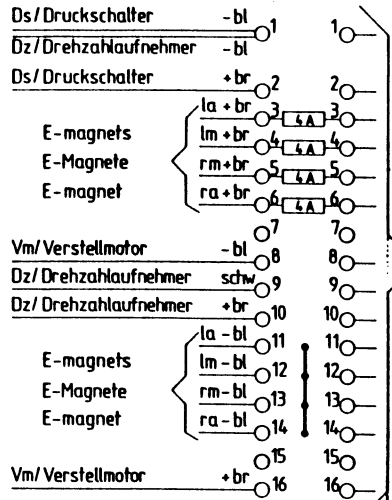 Ds/Druckschalter -bl 1 1
Dz/Drehzahlaufnehmer -bl
Ds/Druckschalter +br 2 2
la +br 3 4A 3
E-magnets lm +br 4 4A 4
E-Magnete rm+br 5 4A 5
E-magnet ra+br 6 4A 6
7 7
Vm/Verstellmotor -bl 8 8
Dz/Drehzahlaufnehmer schw 9 9
Dz/Drehzahlaufnehmer +br 10 10
la -bl 11 11
E-magnets lm -bl 12 12
E-Magnete rm-bl 13 13
E-magnet ra-bl 14 14
15 15
Vm/Verstellmotor +br 16 16